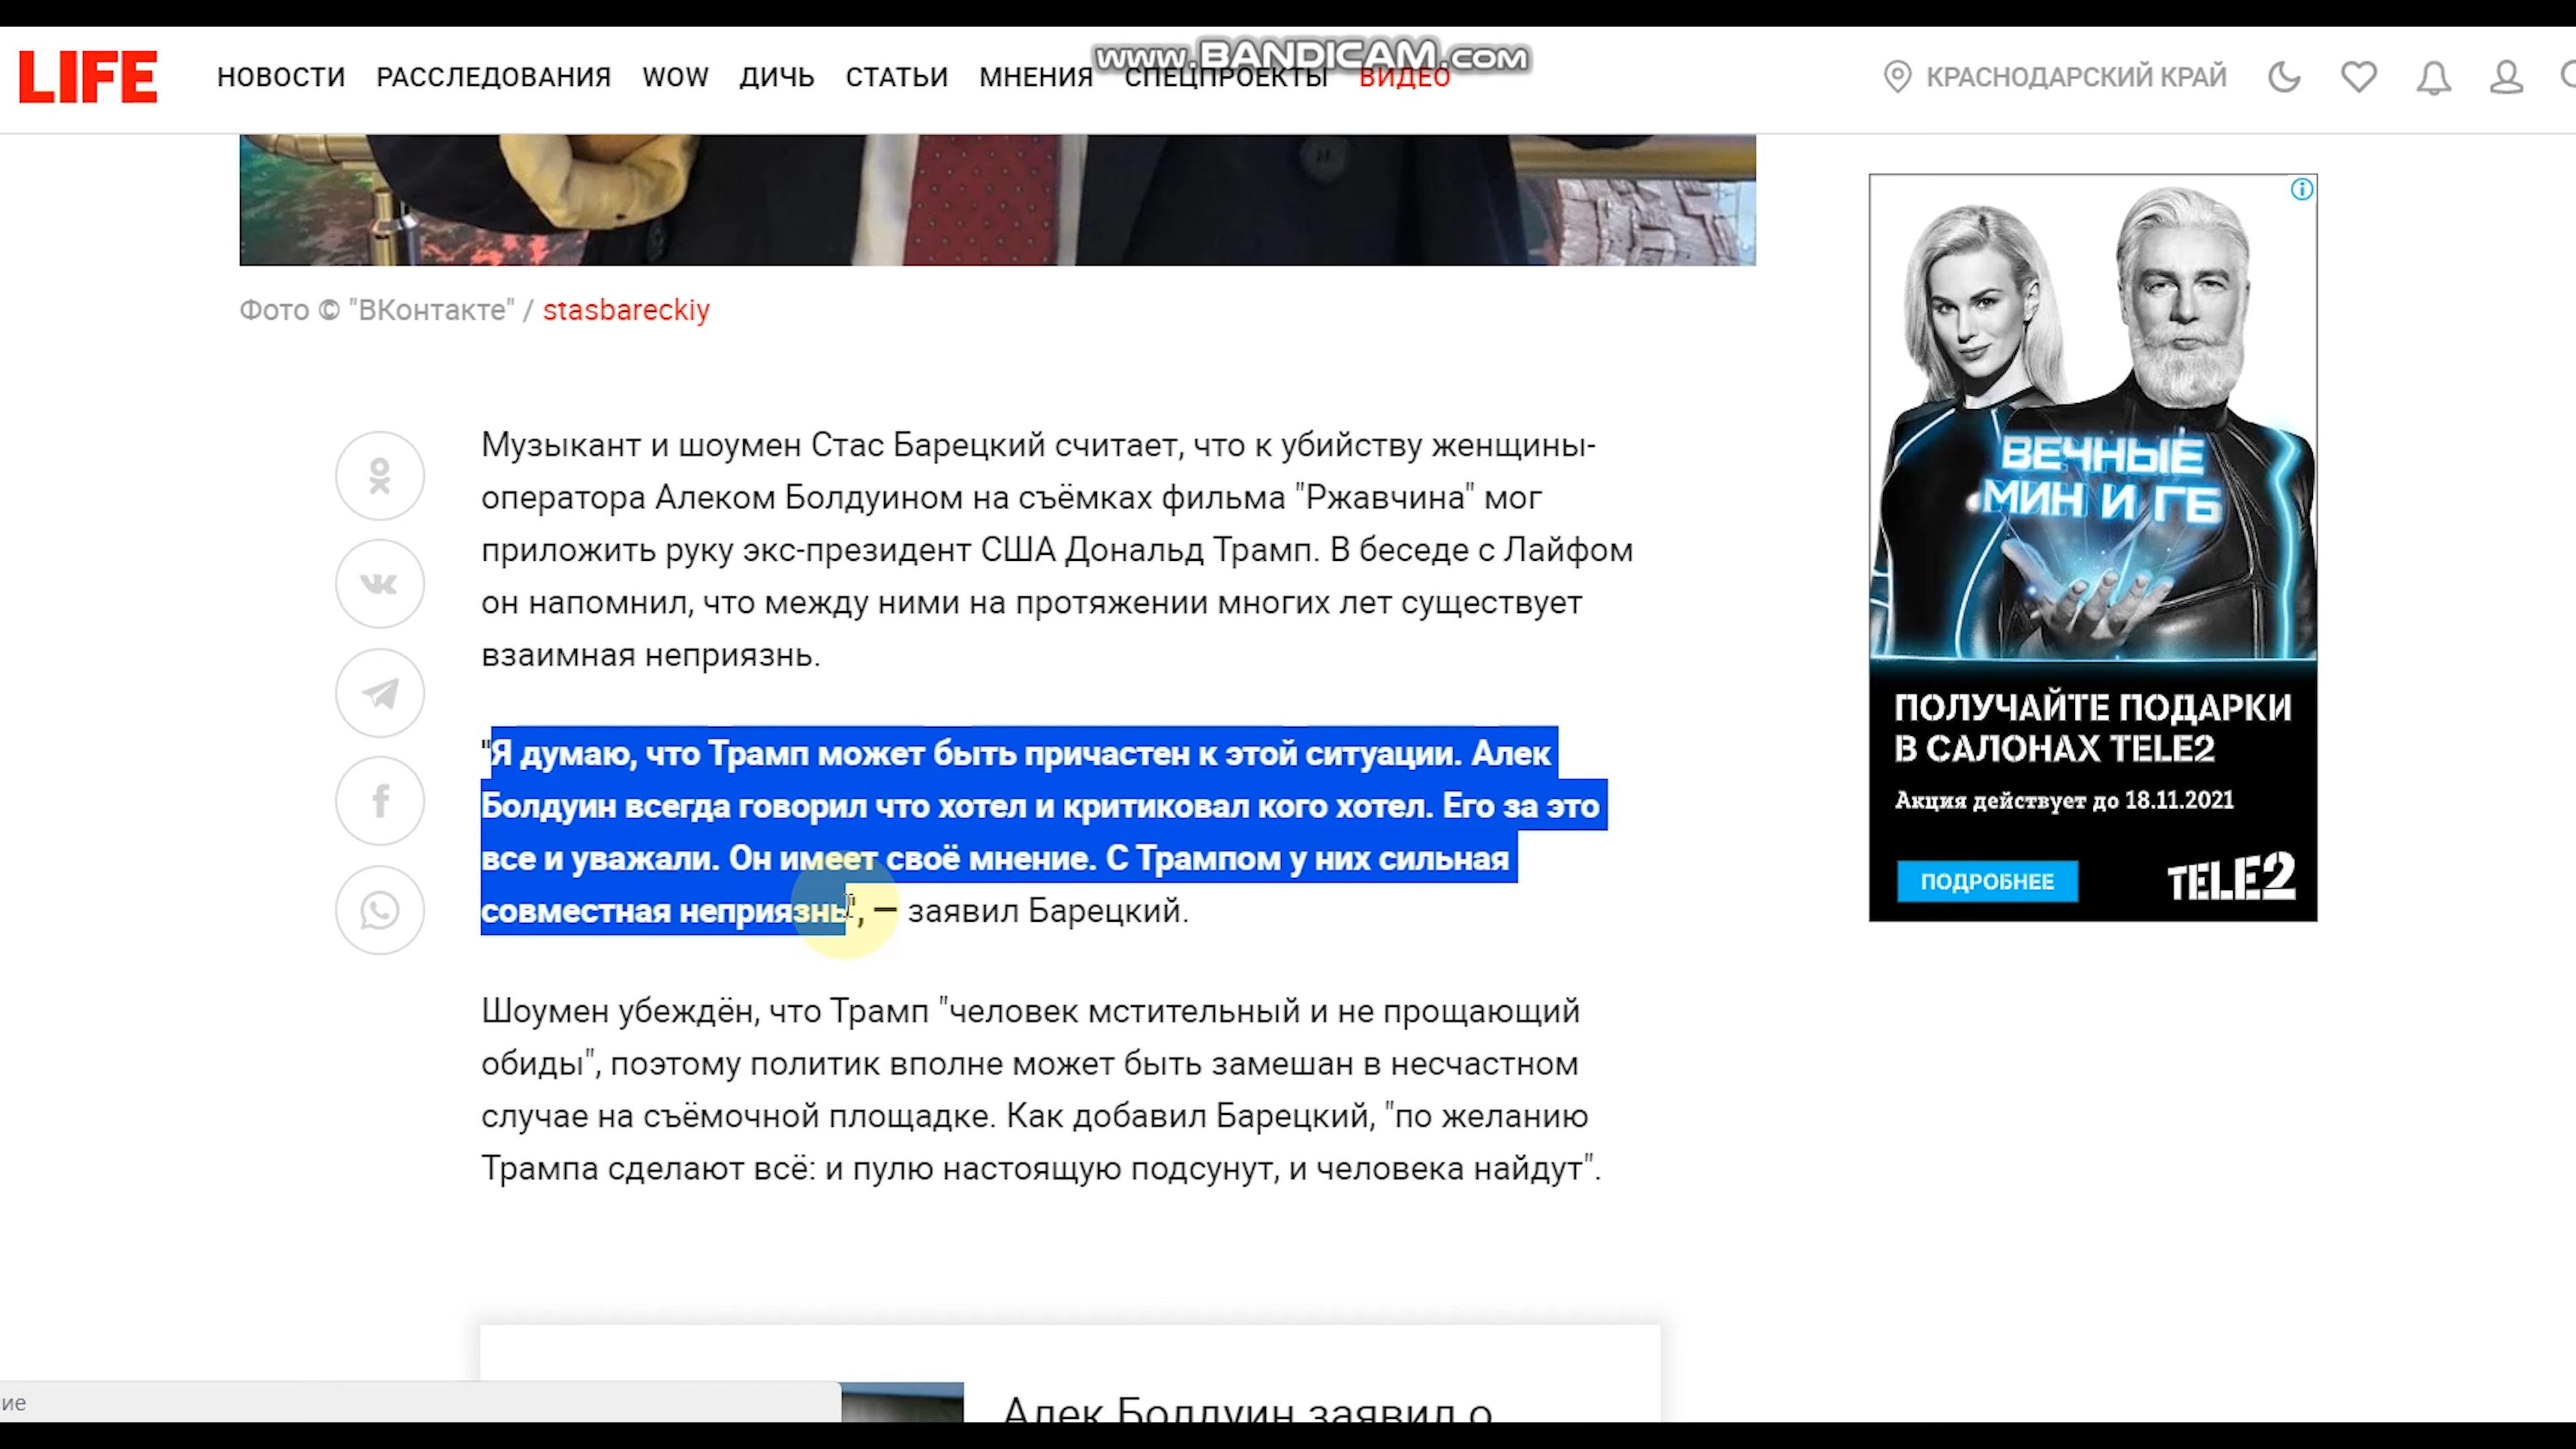 www.BANDICAM.com
LIFE
НОВОСТИ РАССЛЕДОВАНИЯ WOW ДИЧЬ СТАТЬИ МНЕНИЯ СПЕЦПРОЕКТЫ ВИДЕО
КРАСНОДАРСКИЙ КРАЙ
Фото © "ВКонтакте" / stasbareckiy
Музыкант и шоумен Стас Барецкий считает, что к убийству женщины-
оператора Алеком Болдуином на съёмках фильма "Ржавчина" мог
приложить руку экс-президент США Дональд Трамп. В беседе с Лайфом
он напомнил, что между ними на протяжении многих лет существует
взаимная неприязнь.
"Я думаю, что Трамп может быть причастен к этой ситуации. Алек
Болдуин всегда говорил что хотел и критиковал кого хотел. Его за это
все и уважали. Он имеет своё мнение. С Трампом у них сильная
совместная неприязнь", — заявил Барецкий.
Шоумен убеждён, что Трамп "человек мстительный и не прощающий
обиды", поэтому политик вполне может быть замешан в несчастном
случае на съёмочной площадке. Как добавил Барецкий, "по желанию
Трампа сделают всё: и пулю настоящую подсунут, и человека найдут".
Алек Болдуин заявил о
ие
ВЕЧНЫЕ
МИН И ГБ
ПОЛУЧАЙТЕ ПОДАРКИ
В САЛОНАХ TELE2
Акция действует до 18.11.2021
ПОДРОБНЕЕ
TELE2